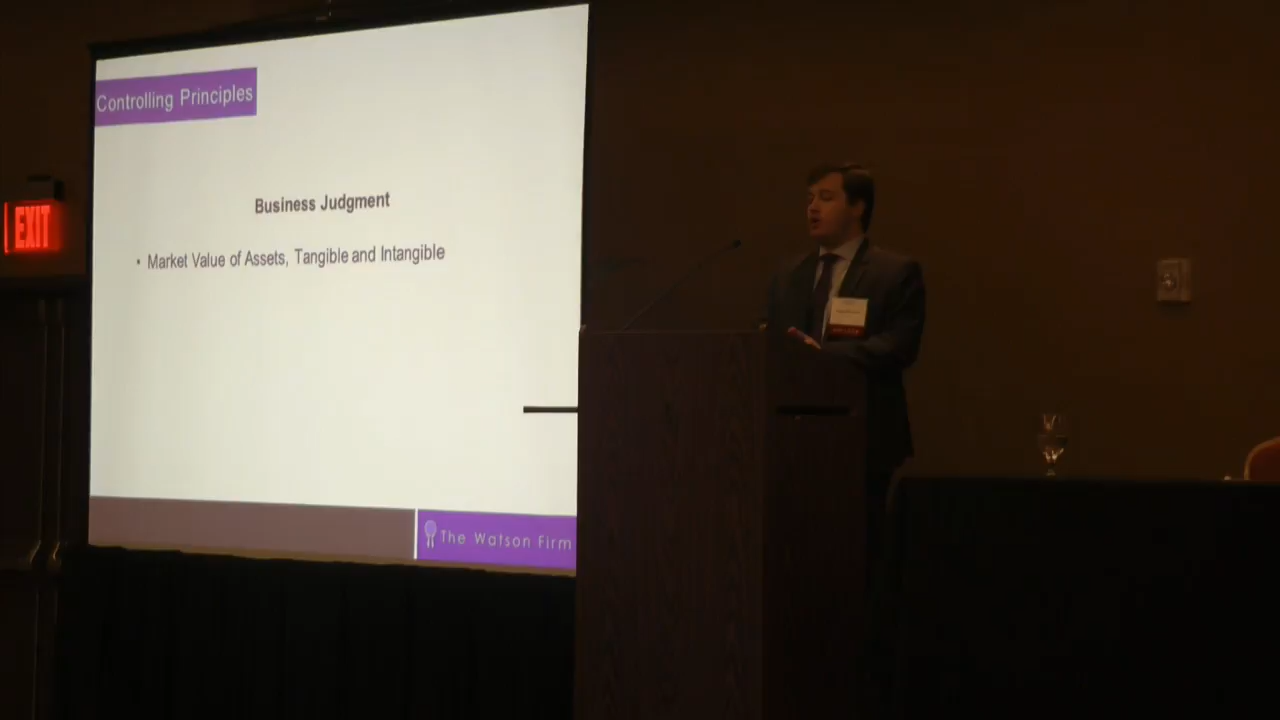 Controlling Principles
Business Judgment
• Market Value of Assets, Tangible and Intangible
EXIT
The Watson Firm